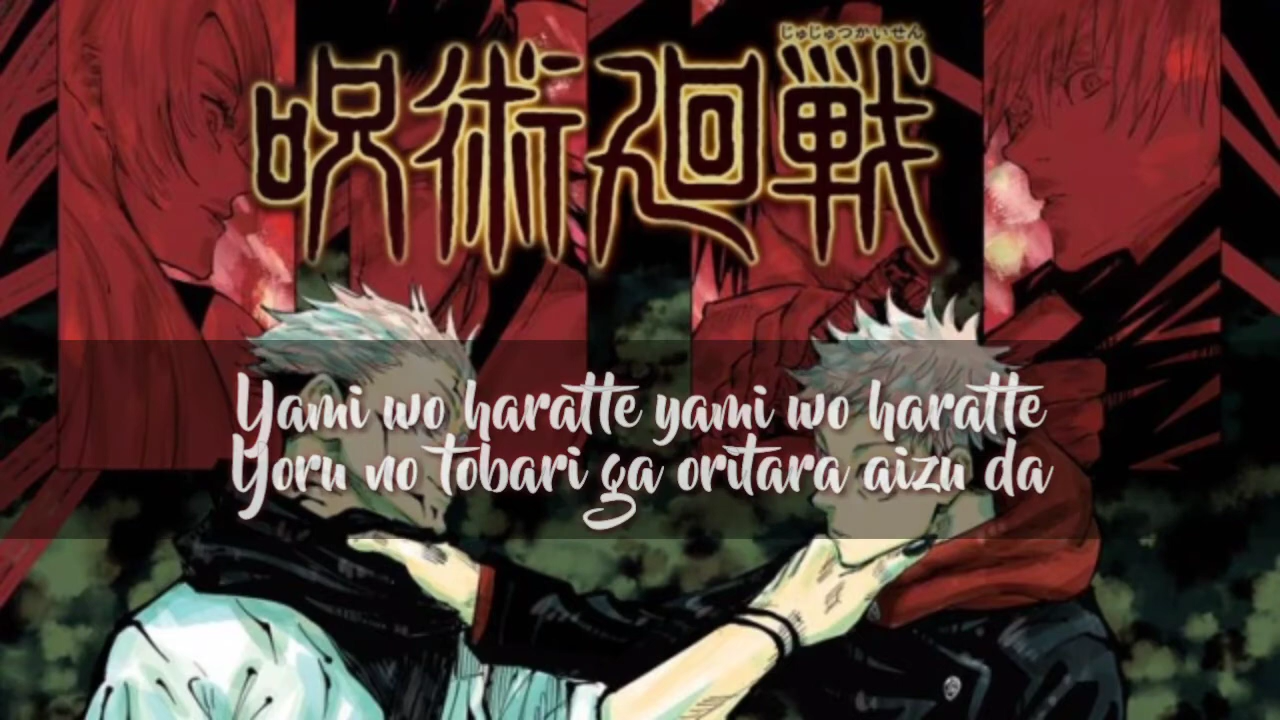 じゅじゅつかいせん
呪術廻戦
Yami wo haratte yami wo haratte
Yoru no tobari ga oritara aizu da